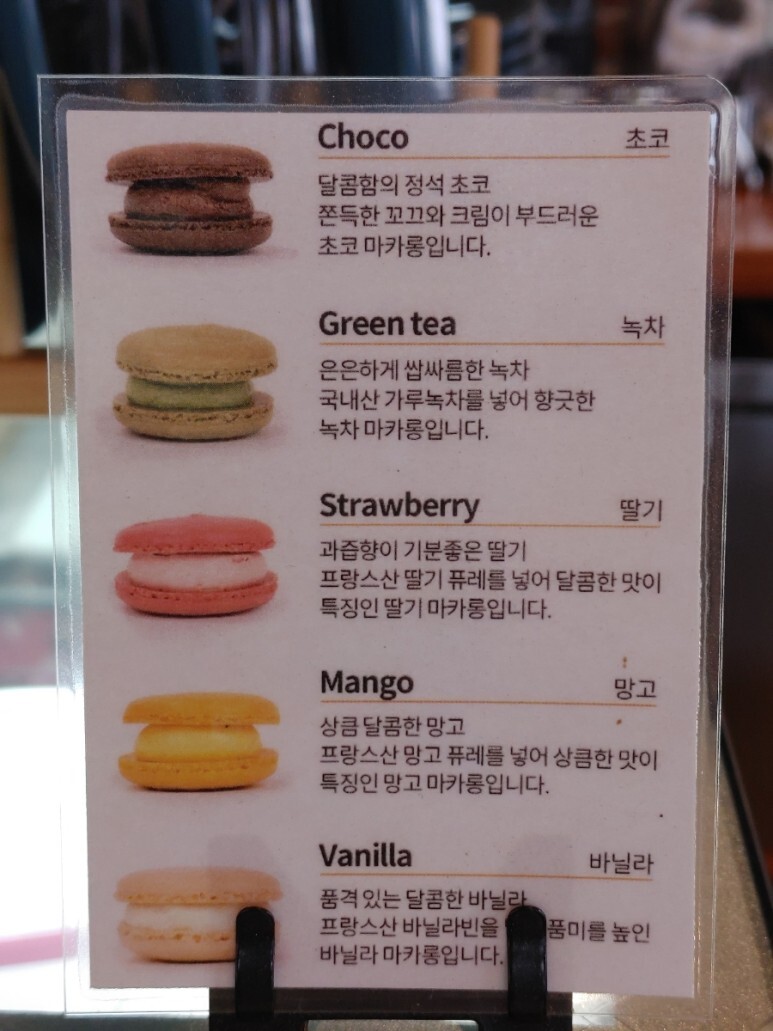 Choco 초코
달콤함의 정석 초코
쫀득한 꼬끄와 크림이 부드러운
초코 마카롱입니다.
Green tea 녹차
은은하게 쌉싸름한 녹차
국내산 가루녹차를 넣어 향긋한
녹차 마카롱입니다.
Strawberry 딸기
과즙향이 기분좋은 딸기
프랑스산 딸기 퓨레를 넣어 달콤한 맛이
특징인 딸기 마카롱입니다.
Mango 망고
상큼 달콤한 망고
프랑스산 망고 퓨레를 넣어 상큼한 맛이
특징인 망고 마카롱입니다.
Vanilla 바닐라
품격 있는 달콤한 바닐라
프랑스산 바닐라빈을 품미를 높인
바닐라 마카롱입니다.